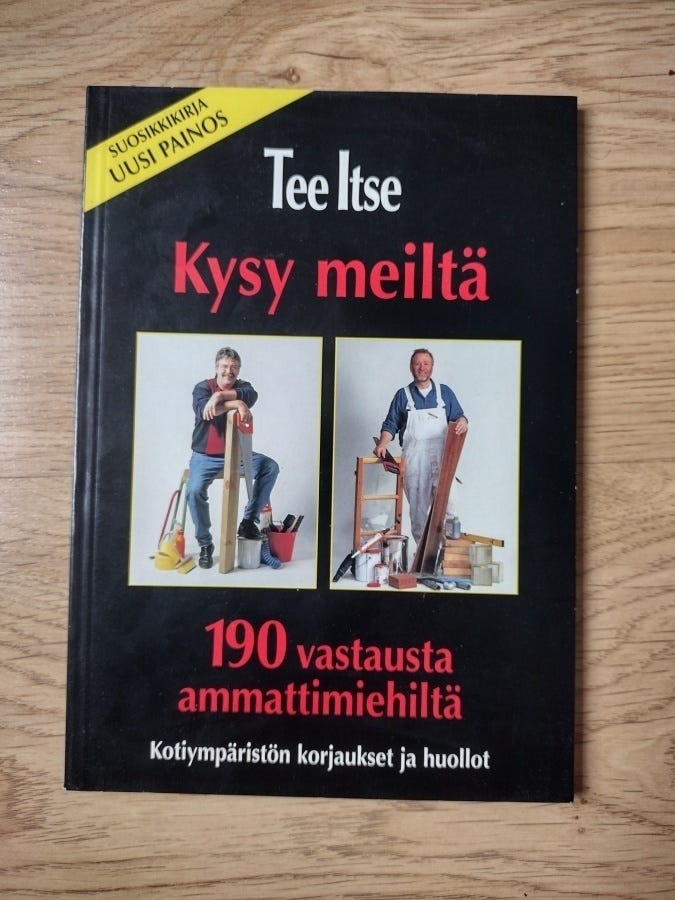 SUOSIKKIKIRJA
UUSI PAINOS
Tee Itse
Kysy meiltä
190 vastausta
ammattimiehiltä
Kotiympäristön korjaukset ja huollot